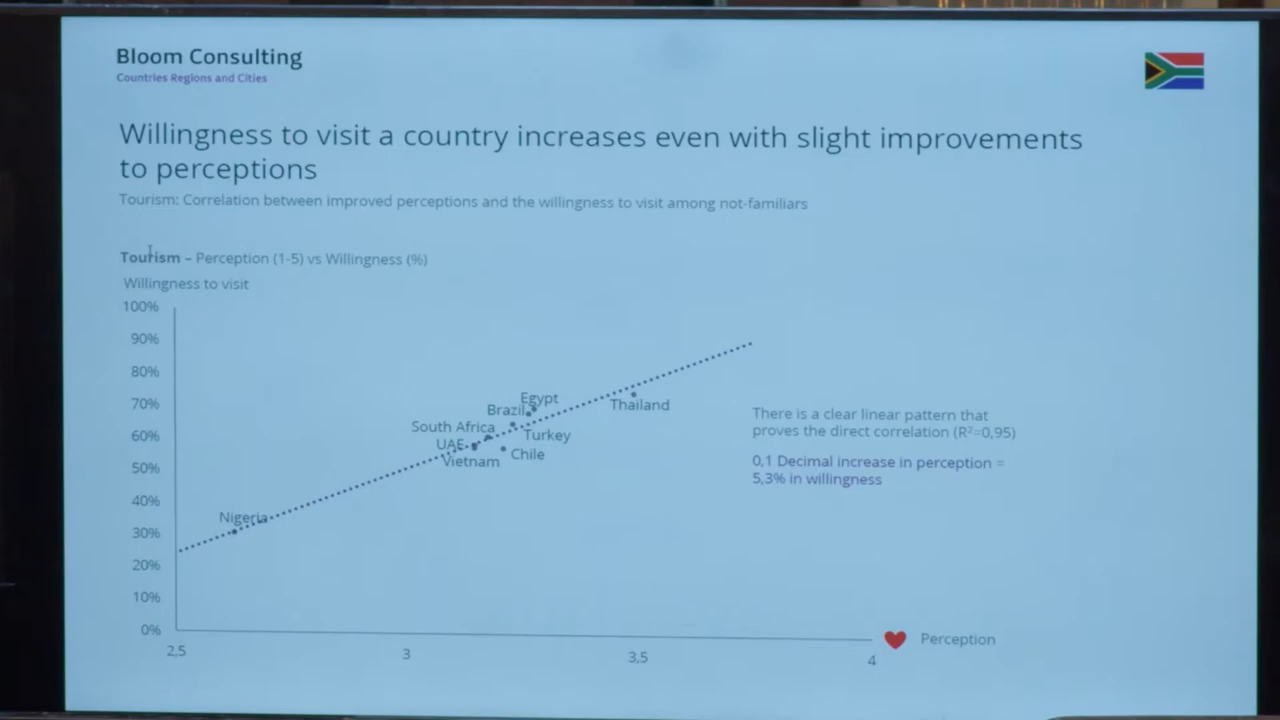 Bloom Consulting
Countries Regions and Cities
Willingness to visit a country increases even with slight improvements
to perceptions
Tourism: Correlation between improved perceptions and the willingness to visit among not-familiars
Tourism – Perception (1-5) vs Willingness (%)
Willingness to visit
100%
90%
80%
70%
60%
50%
40%
30%
20%
10%
0%
Egypt
Brazil
Thailand
South Africa
Turkey
UAE
Chile
Vietnam
Nigeria
There is a clear linear pattern that
proves the direct correlation (R²=0,95)
0,1 Decimal increase in perception =
5,3% in willingness
2,5
3
3,5
4
Perception